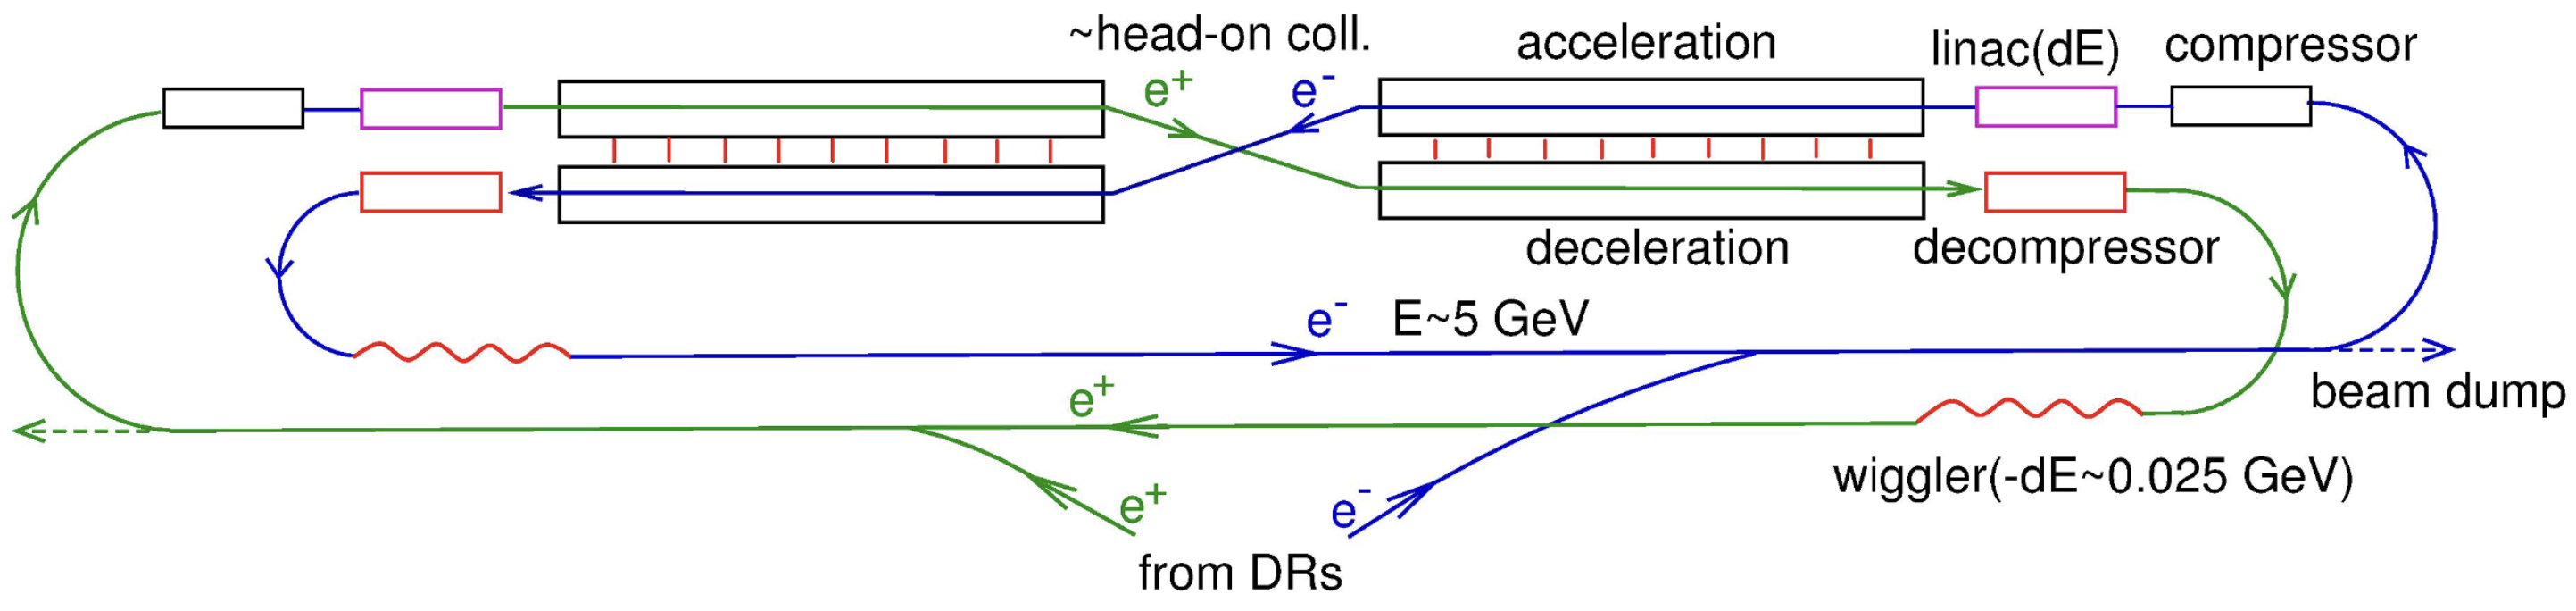 ~head-on coll.
acceleration
linac(dE)
compressor
e+
e-
deceleration
decompressor
e-
E~5 GeV
e+
beam dump
wiggler(-dE~0.025 GeV)
e+
e-
from DRs